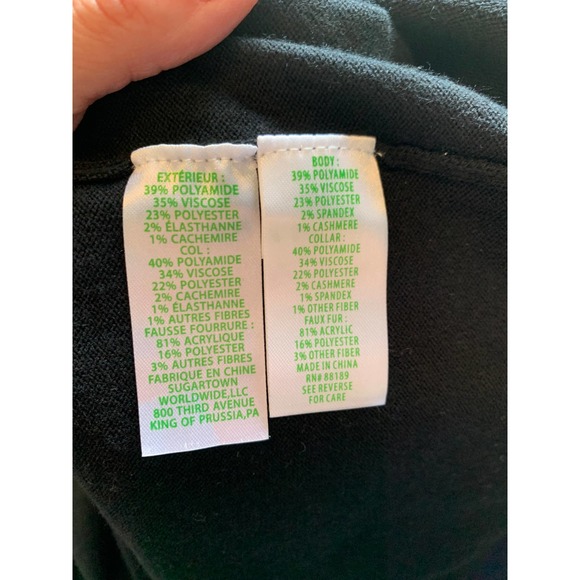 EXTÉRIEUR :
39% POLYAMIDE
35% VISCOSE
23% POLYESTER
2% ÉLASTHANNE
1% CACHEMIRE
COL :
40% POLYAMIDE
34% VISCOSE
22% POLYESTER
2% CACHEMIRE
1% ÉLASTHANNE
1% AUTRES FIBRES
FAUSSE FOURRURE :
81% ACRYLIQUE
16% POLYESTER
3% AUTRES FIBRES
FABRIQUE EN CHINE
SUGARTOWN
WORLDWIDE,LLC
800 THIRD AVENUE
KING OF PRUSSIA,PA
BODY :
39% POLYAMIDE
35% VISCOSE
23% POLYESTER
2% SPANDEX
1% CASHMERE
COLLAR :
40% POLYAMIDE
34% VISCOSE
22% POLYESTER
2% CASHMERE
1% SPANDEX
1% OTHER FIBER
FAUX FUR :
81% ACRYLIC
16% POLYESTER
3% OTHER FIBER
MADE IN CHINA
RN# 88189
SEE REVERSE
FOR CARE